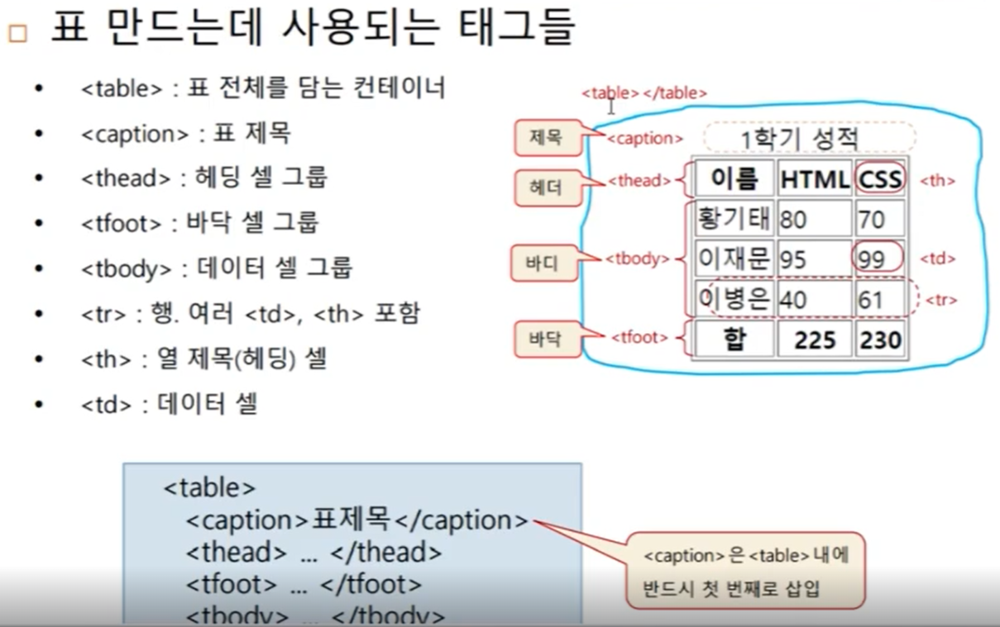 표 만드는데 사용되는 태그들
• <table> : 표 전체를 담는 컨테이너
• <caption> : 표 제목
• <thead> : 헤딩 셀 그룹
• <tfoot> : 바닥 셀 그룹
• <tbody> : 데이터 셀 그룹
• <tr> : 행. 여러 <td>, <th> 포함
• <th> : 열 제목(헤딩) 셀
• <td> : 데이터 셀
<table></table>
제목 <caption> 1학기 성적
헤더 <thead> 이름 HTML CSS <th>
황기태 80 70
바디 <tbody> 이재문 95 99 <td>
이병은 40 61 <tr>
바닥 <tfoot> 합 225 230
<table>
<caption>표제목</caption>
<thead> ... </thead>
<tfoot> ... </tfoot>
<tbody> ... </tbody>
<caption>은 <table> 내에
반드시 첫 번째로 삽입